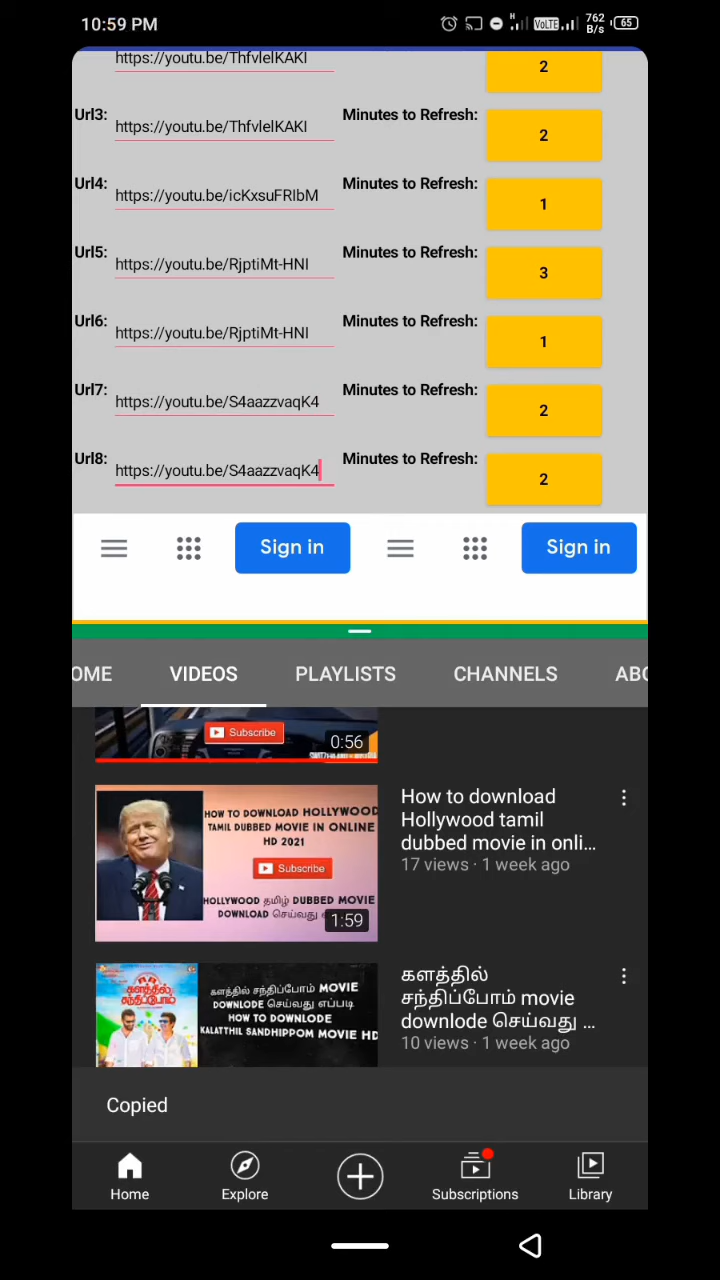 10:59 PM
H
VoLTE
762
B/s
65
https://youtu.be/ThfvlelKAKI
2
Url3:
https://youtu.be/ThfvlelKAKI
Minutes to Refresh:
2
Url4:
https://youtu.be/icKxsuFRIbM
Minutes to Refresh:
1
Url5:
https://youtu.be/RjptiMt-HNI
Minutes to Refresh:
3
Url6:
https://youtu.be/RjptiMt-HNI
Minutes to Refresh:
1
Url7:
https://youtu.be/S4aazzvaqK4
Minutes to Refresh:
2
Url8:
https://youtu.be/S4aazzvaqK4
Minutes to Refresh:
2
Sign in
Sign in
OME
VIDEOS
PLAYLISTS
CHANNELS
ABO
Subscribe
0:56
HOW TO DOWNLOAD HOLLYWOOD
TAMIL DUBBED MOVIE IN ONLINE
HD 2021
Subscribe
HOLLYWOOD தமிழ் DUBBED MOVIE
DOWNLOAD செய்வது
1:59
How to download
Hollywood tamil
dubbed movie in onli...
17 views · 1 week ago
களத்தில்
சந்திப்போம்
களத்தில் சந்திப்போம் MOVIE
DOWNLODE செய்வது எப்படி
HOW TO DOWNLODE
KALATTHIL SANDHIPPOM MOVIE HD
களத்தில்
சந்திப்போம் movie
downlode செய்வது ...
10 views · 1 week ago
Copied
Home
Explore
Subscriptions
Library